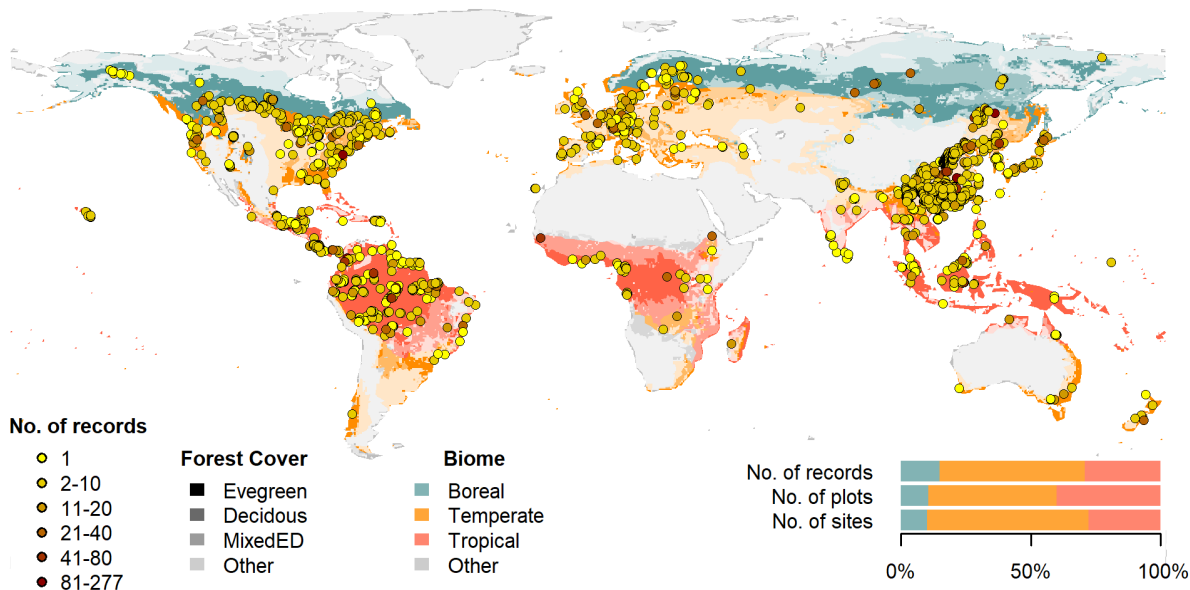 No. of records
1
2-10
11-20
21-40
41-80
81-277
Forest Cover
Evegreen
Decidous
MixedED
Other
Biome
Boreal
Temperate
Tropical
Other
No. of records
No. of plots
No. of sites
0%
50%
100%